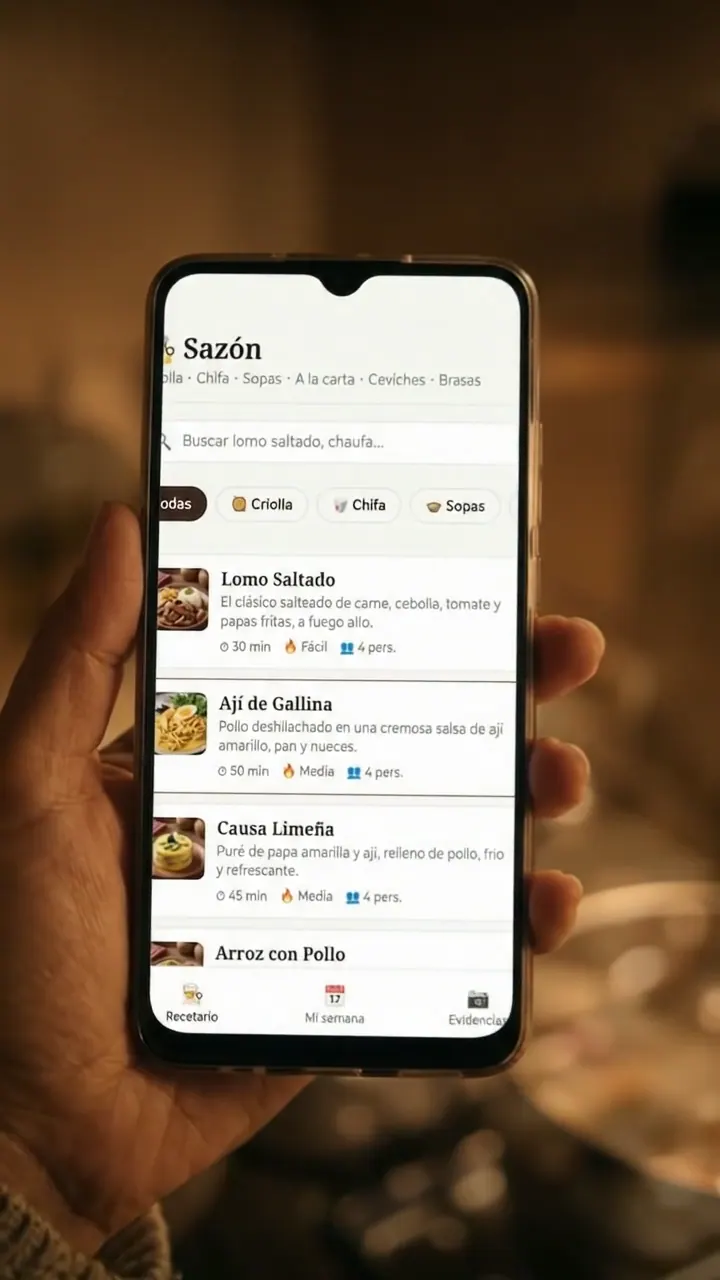 Sazón
olla · Chifa · Sopas · A la carta · Ceviches · Brasas
Buscar lomo saltado, chaufa...
odas
Criolla
Chifa
Sopas
Lomo Saltado
El clásico salteado de carne, cebolla, tomate y
papas fritas, a fuego allo.
30 min Fácil 4 pers.
Ají de Gallina
Pollo deshilachado en una cremosa salsa de ají
amarillo, pan y nueces.
50 min Media 4 pers.
Causa Limeña
Puré de papa amarilla y ají, relleno de pollo, frio
y refrescante.
45 min Media 4 pers.
Arroz con Pollo
17
Recetario
Mi semana
Evidencias